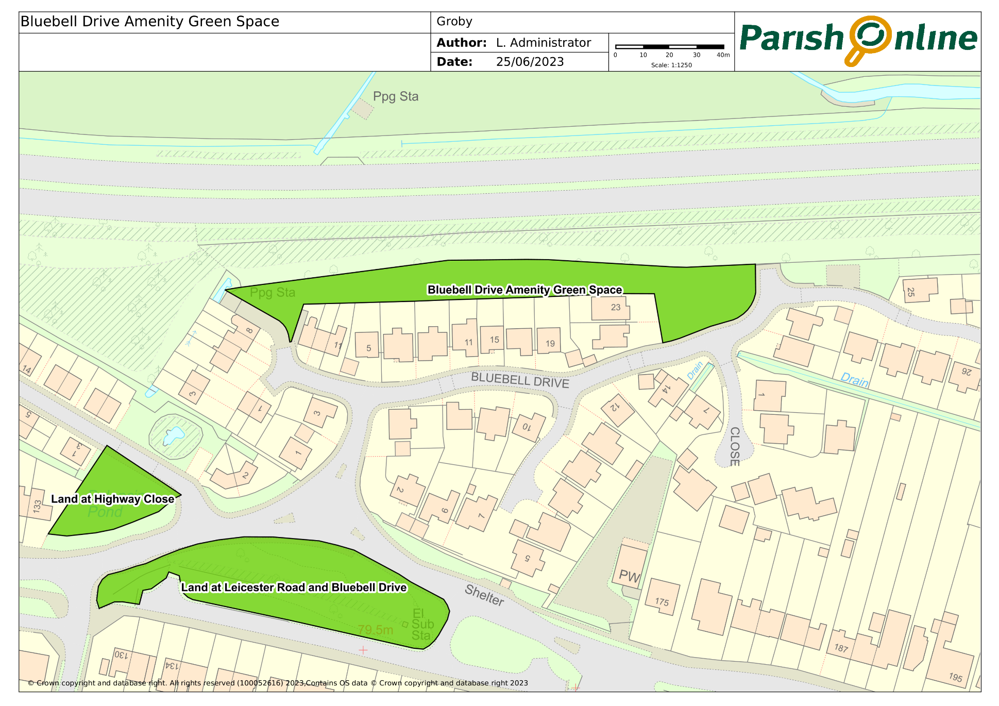 Bluebell Drive Amenity Green Space
Groby
Author: L. Administrator
Date: 25/06/2023
0 10 20 30 40m
Scale: 1:1250
Parish Online
Ppg Sta
Ppg Sta
Bluebell Drive Amenity Green Space
23
25
8
11
5
11
15
19
14
3
1
3
BLUEBELL DRIVE
Drain
Drain
26
14
12
7
1
10
5
1
3
1
2
CLOSE
2
6
7
5
133
Land at Highway Close
Pond
Land at Leicester Road and Bluebell Drive
Shelter
PW
175
El
Sub
Sta
79.5m
130
134
187
195
© Crown copyright and database right. All rights reserved (100052616) 2023,Contains OS data © Crown copyright and database right 2023